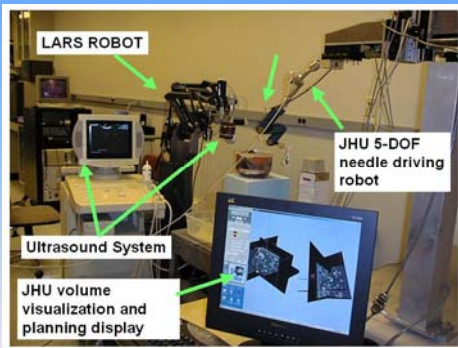 LARS ROBOT
JHU 5-DOF
needle driving
robot
Ultrasound System
JHU volume
visualization and
planning display